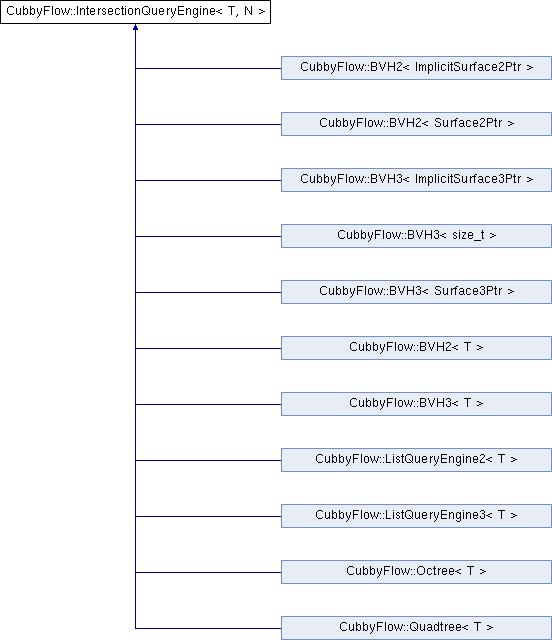 CubbyFlow::IntersectionQueryEngine< T, N >
CubbyFlow::BVH2< ImplicitSurface2Ptr >
CubbyFlow::BVH2< Surface2Ptr >
CubbyFlow::BVH3< ImplicitSurface3Ptr >
CubbyFlow::BVH3< size_t >
CubbyFlow::BVH3< Surface3Ptr >
CubbyFlow::BVH2< T >
CubbyFlow::BVH3< T >
CubbyFlow::ListQueryEngine2< T >
CubbyFlow::ListQueryEngine3< T >
CubbyFlow::Octree< T >
CubbyFlow::Quadtree< T >